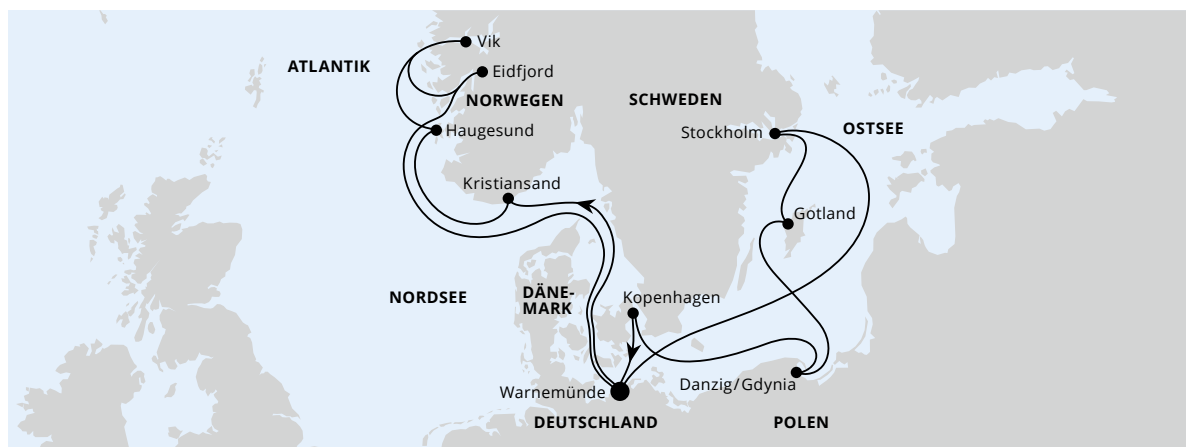 Vik
ATLANTIK
Eidfjord
NORWEGEN
SCHWEDEN
Haugesund
Stockholm
OSTSEE
Kristiansand
Gotland
NORDSEE
DÄNE-
MARK
Kopenhagen
Danzig/Gdynia
Warnemünde
DEUTSCHLAND
POLEN